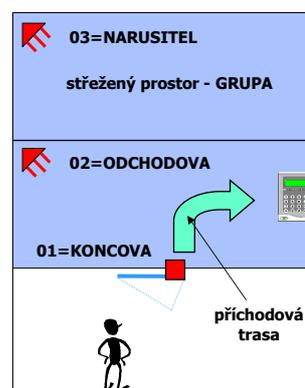 03=NARUSITEL
střežený prostor - GRUPA
02=ODCHODOVA
01=KONCOVA
příchodová
trasa